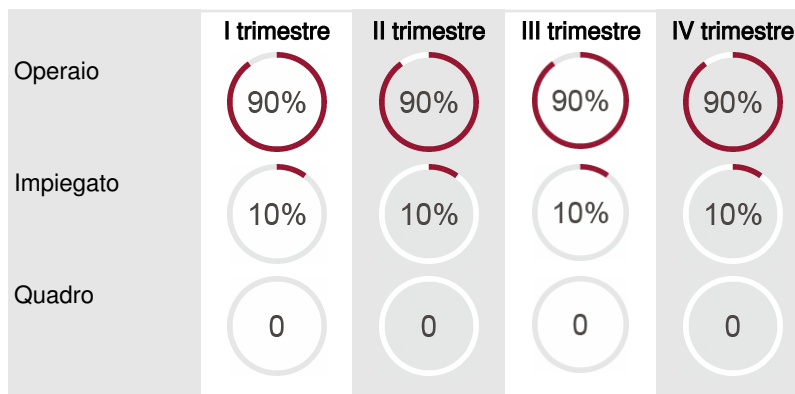 I trimestre II trimestre III trimestre IV trimestre
Operaio 90% 90% 90% 90%
Impiegato 10% 10% 10% 10%
Quadro 0 0 0 0